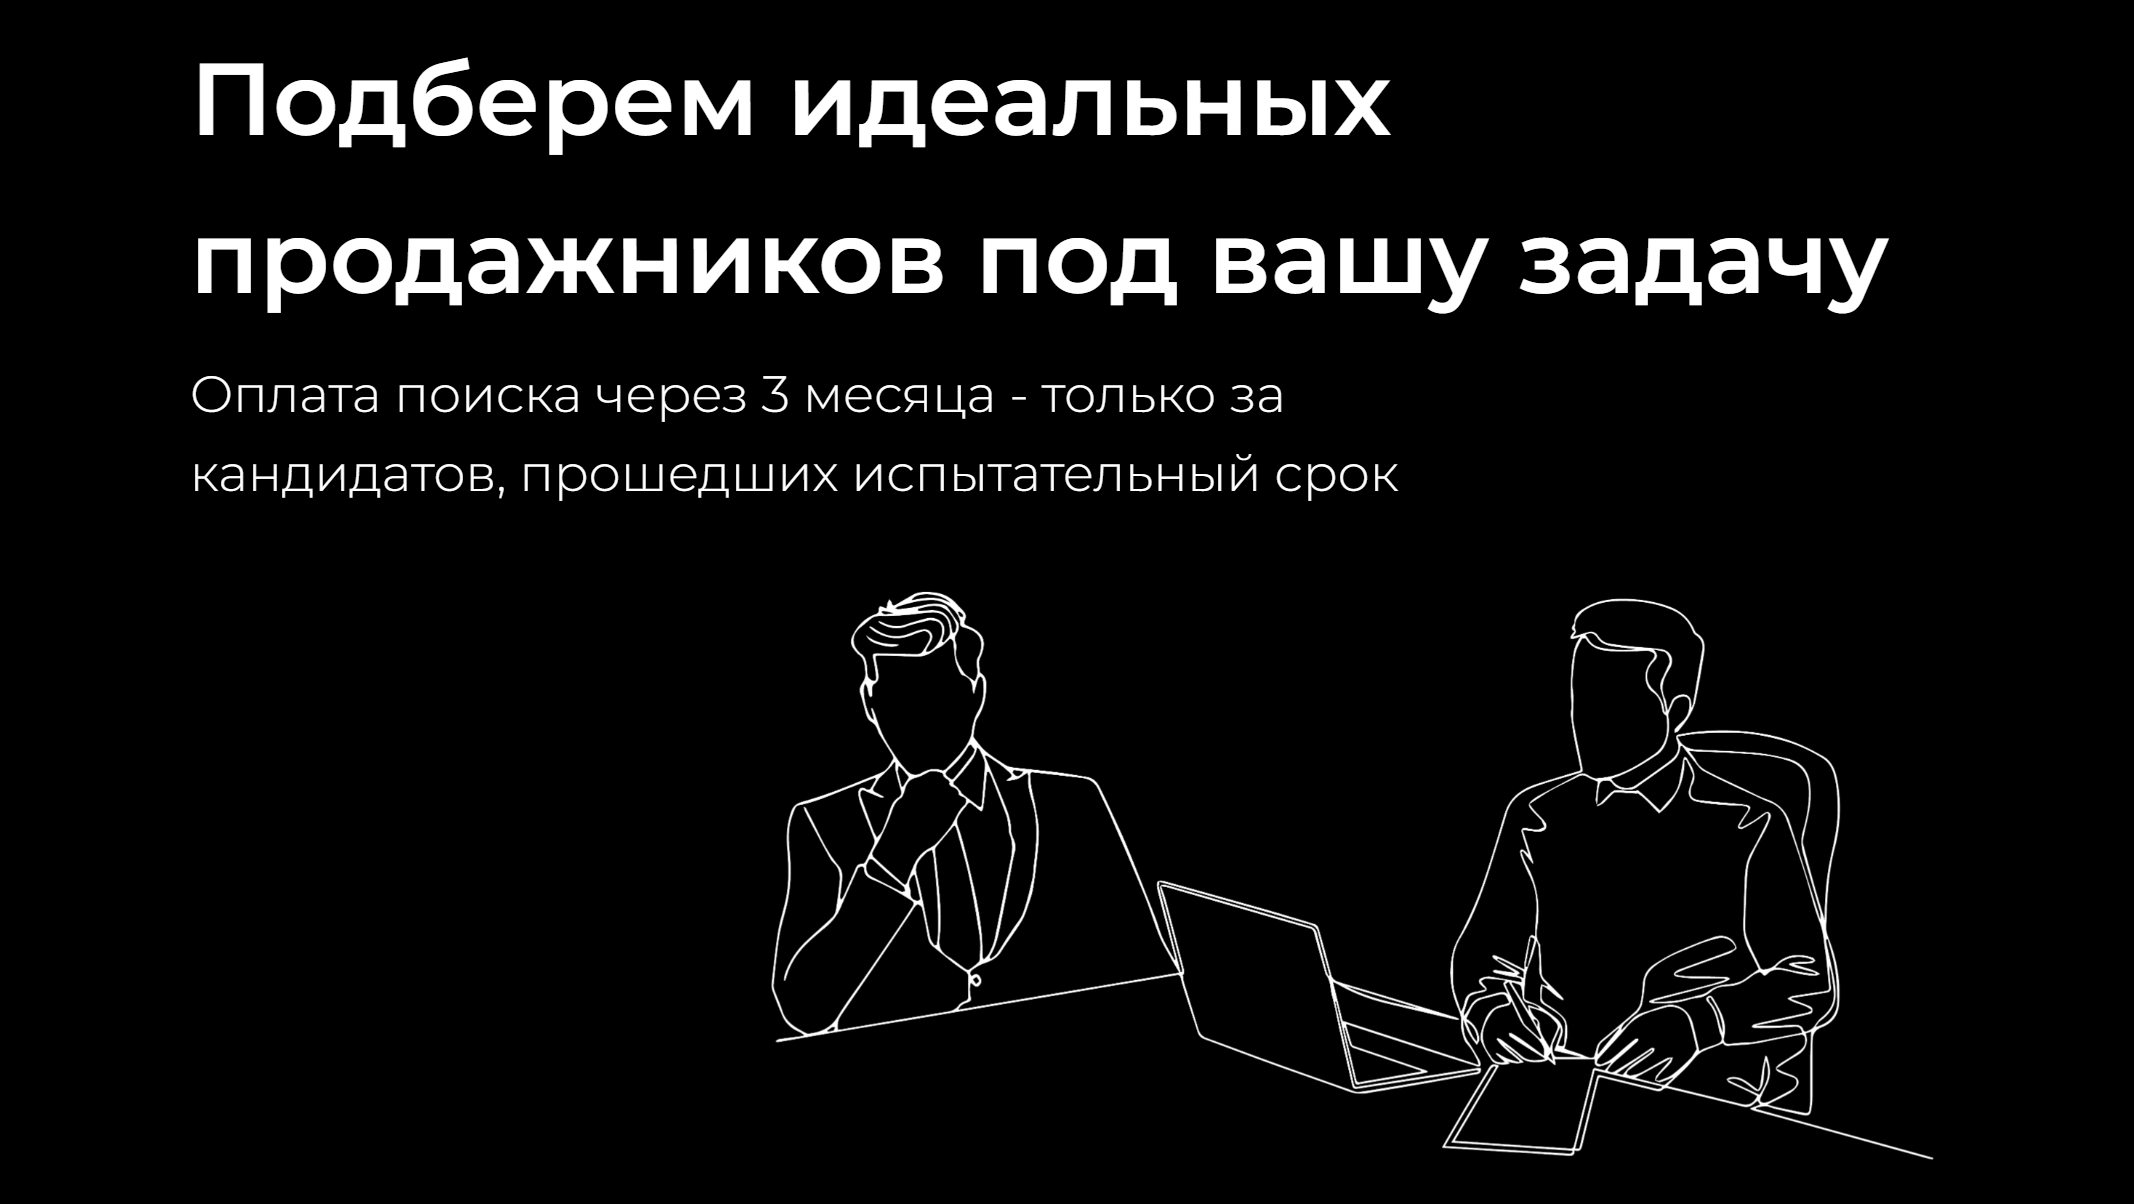 Подберем идеальных
продажников под вашу задачу
Оплата поиска через 3 месяца - только за
кандидатов, прошедших испытательный срок